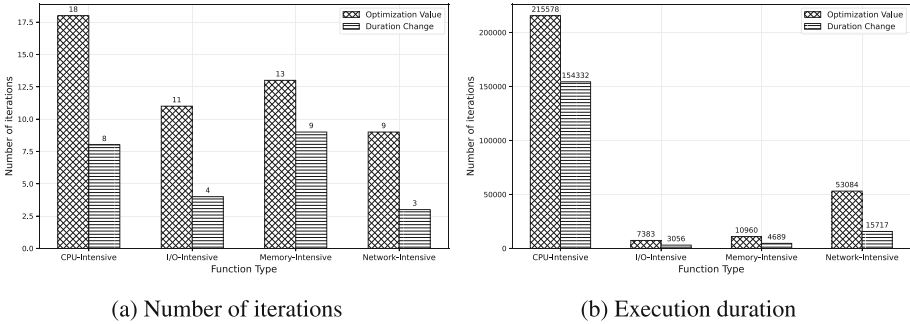 18
17.5
15.0
12.5
10.0
7.5
5.0
2.5
0.0
Number of iterations
Optimization Value
Duration Change
8
11
4
13
9
9
3
CPU-Intensive I/O-Intensive Memory-Intensive Network-Intensive
Function Type
(a) Number of iterations
215578
200000
150000
100000
50000
0
Number of iterations
Optimization Value
Duration Change
154332
7383
3056
10960
4689
53084
15717
CPU-Intensive I/O-Intensive Memory-Intensive Network-Intensive
Function Type
(b) Execution duration